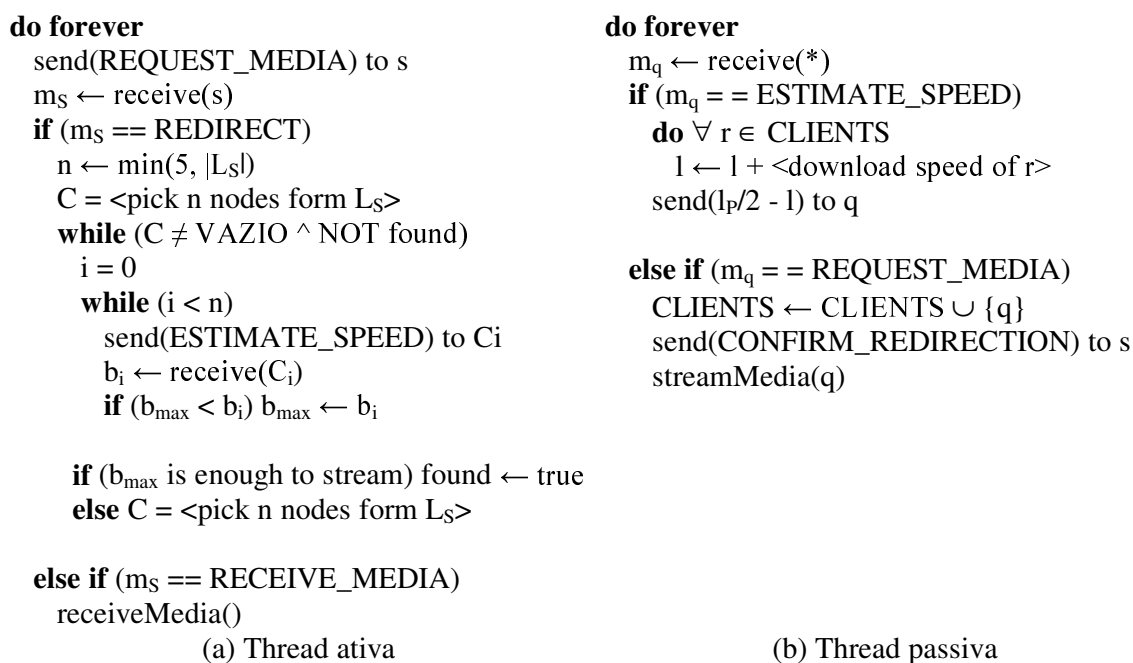 do forever
send(REQUEST_MEDIA) to s
mS ← receive(s)
if (mS == REDIRECT)
n ← min(5, |LS|)
C = <pick n nodes form LS>
while (C ≠ VAZIO ^ NOT found)
i = 0
while (i < n)
send(ESTIMATE_SPEED) to Ci
bi ← receive(Ci)
if (bmax < bi) bmax ← bi
if (bmax is enough to stream) found ← true
else C = <pick n nodes form LS>
else if (mS == RECEIVE_MEDIA)
receiveMedia()
(a) Thread ativa
do forever
mq ← receive(*)
if (mq = = ESTIMATE_SPEED)
do ∀ r ∈ CLIENTS
l ← l + <download speed of r>
send(lP/2 - l) to q
else if (mq = = REQUEST_MEDIA)
CLIENTS ← CLIENTS ∪ {q}
send(CONFIRM_REDIRECTION) to s
streamMedia(q)
(b) Thread passiva